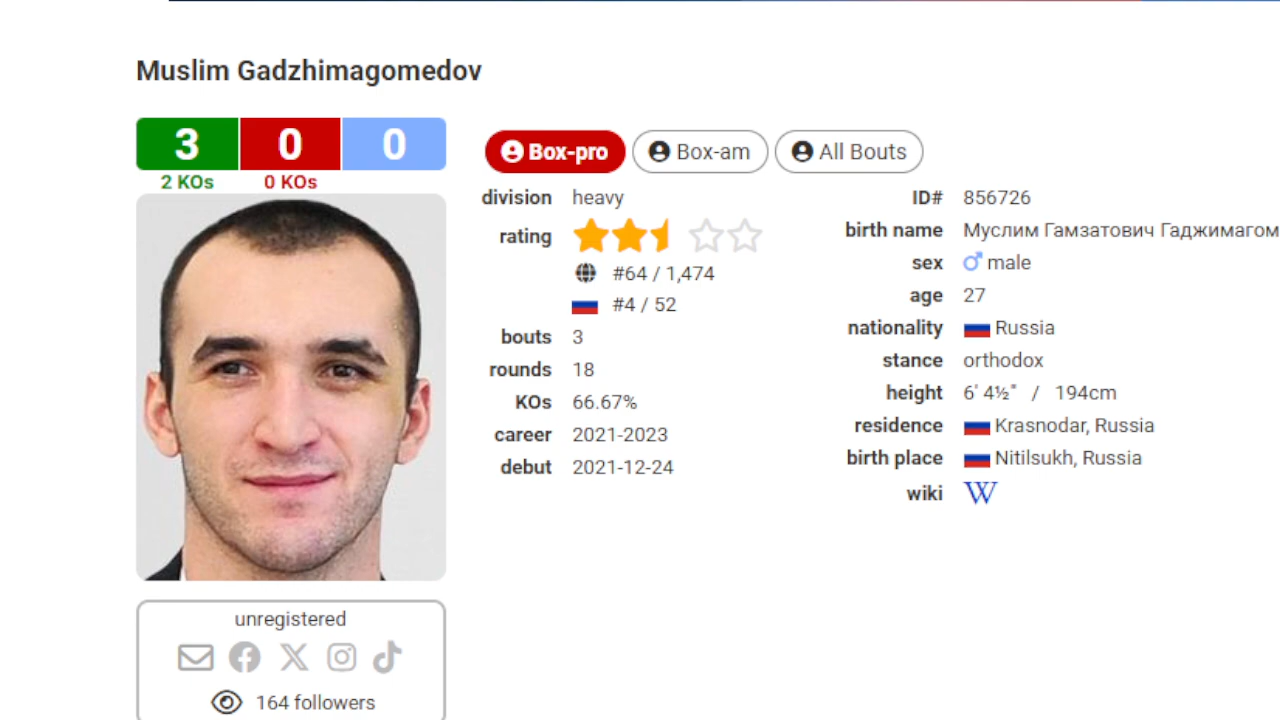 Muslim Gadzhimagomedov
3 0 0
2 KOs 0 KOs
Box-pro Box-am All Bouts
division heavy
rating
#64 / 1,474
#4 / 52
bouts 3
rounds 18
KOs 66.67%
career 2021-2023
debut 2021-12-24
ID# 856726
birth name Муслим Гамзатович Гаджимагом
sex male
age 27
nationality Russia
stance orthodox
height 6' 4½" / 194cm
residence Krasnodar, Russia
birth place Nitilsukh, Russia
wiki W
unregistered
164 followers